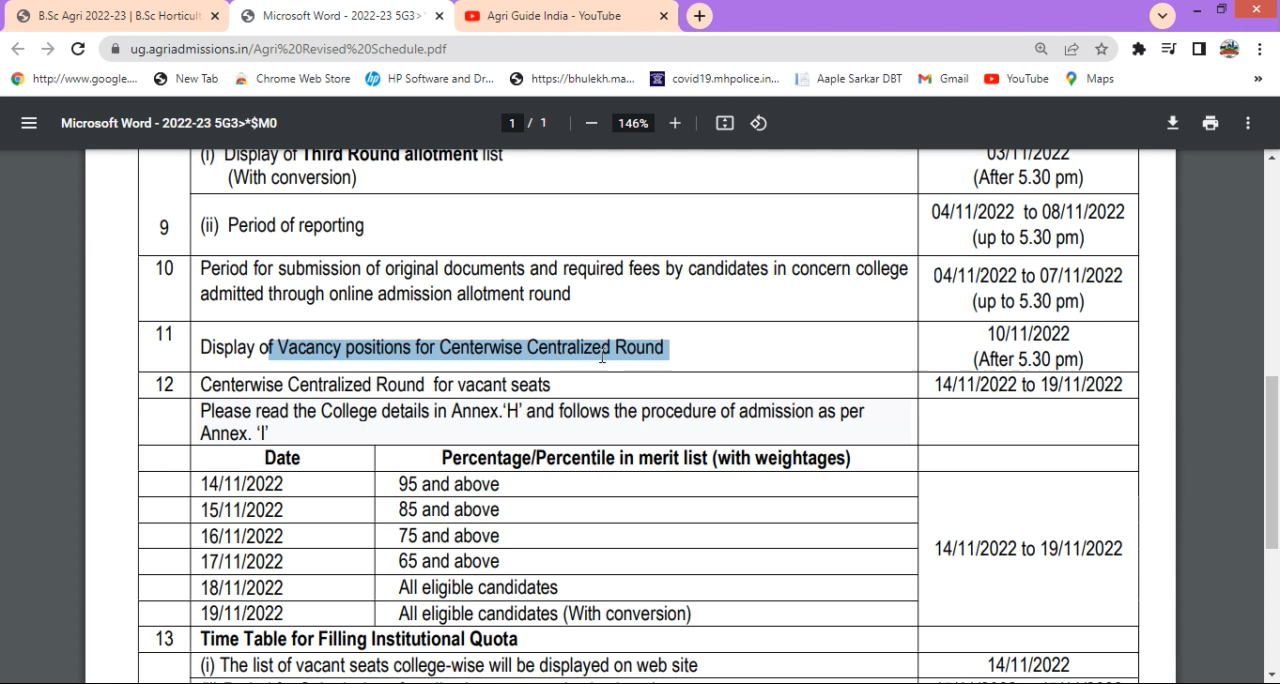 B.Sc Agri 2022-23 | B.Sc Horticult
Microsoft Word - 2022-23 5G3>
Agri Guide India - YouTube
ug.agriadmissions.in/Agri%20Revised%20Schedule.pdf
http://www.google....
New Tab
Chrome Web Store
HP Software and Dr...
https://bhulekh.ma...
covid19.mhpolice.in...
Aaple Sarkar DBT
Gmail
YouTube
Maps
Microsoft Word - 2022-23 5G3>*$M0
1 / 1
146%
(i) Display of Third Round allotment list
(With conversion)
03/11/2022
(After 5.30 pm)
9
(ii) Period of reporting
04/11/2022 to 08/11/2022
(up to 5.30 pm)
10
Period for submission of original documents and required fees by candidates in concern college
admitted through online admission allotment round
04/11/2022 to 07/11/2022
(up to 5.30 pm)
11
Display of Vacancy positions for Centerwise Centralized Round
10/11/2022
(After 5.30 pm)
12 Centerwise Centralized Round for vacant seats 14/11/2022 to 19/11/2022
Please read the College details in Annex.‘H’ and follows the procedure of admission as per
Annex. ‘I’
Date Percentage/Percentile in merit list (with weightages)
14/11/2022 95 and above
15/11/2022 85 and above
16/11/2022 75 and above
17/11/2022 65 and above
14/11/2022 to 19/11/2022
18/11/2022 All eligible candidates
19/11/2022 All eligible candidates (With conversion)
13 Time Table for Filling Institutional Quota
(i) The list of vacant seats college-wise will be displayed on web site 14/11/2022